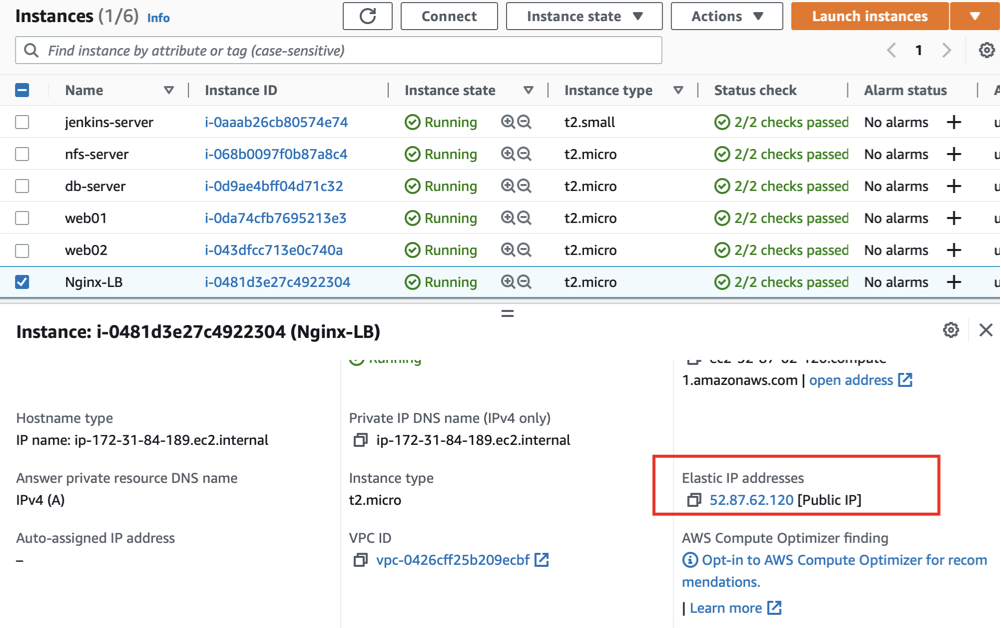 Instances (1/6) Info
Connect Instance state Actions Launch instances
Find instance by attribute or tag (case-sensitive)
1
Name Instance ID Instance state Instance type Status check Alarm status
jenkins-server i-0aaab26cb80574e74 Running t2.small 2/2 checks passed No alarms
nfs-server i-068b0097f0b87a8c4 Running t2.micro 2/2 checks passed No alarms
db-server i-0d9ae4bff04d71c32 Running t2.micro 2/2 checks passed No alarms
web01 i-0da74cfb7695213e3 Running t2.micro 2/2 checks passed No alarms
web02 i-043dfcc713e0c740a Running t2.micro 2/2 checks passed No alarms
Nginx-LB i-0481d3e27c4922304 Running t2.micro 2/2 checks passed No alarms
Instance: i-0481d3e27c4922304 (Nginx-LB)
Running ec2-52-87-62-120.compute-
1.amazonaws.com | open address
Hostname type Private IP DNS name (IPv4 only)
IP name: ip-172-31-84-189.ec2.internal ip-172-31-84-189.ec2.internal
Answer private resource DNS name Instance type Elastic IP addresses
IPv4 (A) t2.micro 52.87.62.120 [Public IP]
Auto-assigned IP address VPC ID AWS Compute Optimizer finding
– vpc-0426cff25b209ecbf Opt-in to AWS Compute Optimizer for recom
mendations.
| Learn more